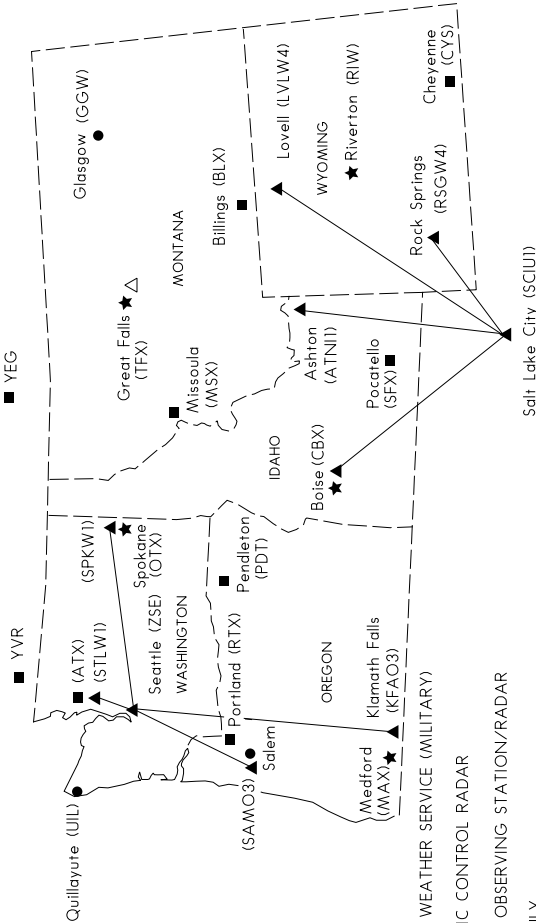 YVR
YEG
Glasgow (GGW)
Great Falls
(TFX)
MONTANA
Missoula
(MSX)
Billings (BLX)
Lovell (LVLW4)
WYOMING
Riverton (RIW)
Cheyenne
(CYS)
Rock Springs
(RSGW4)
Ashton
(ATNI1)
Pocatello
(SFX)
IDAHO
Boise (CBX)
Salt Lake City (SCIU1)
(SPKW1)
Spokane
(OTX)
(ATX)
(STLW1)
Seattle (ZSE)
WASHINGTON
Quillayute (UIL)
Pendleton
(PDT)
Portland (RTX)
Salem
(SAMO3)
OREGON
Klamath Falls
(KFAO3)
Medford
(MAX)
WEATHER SERVICE (MILITARY)
IC CONTROL RADAR
OBSERVING STATION/RADAR